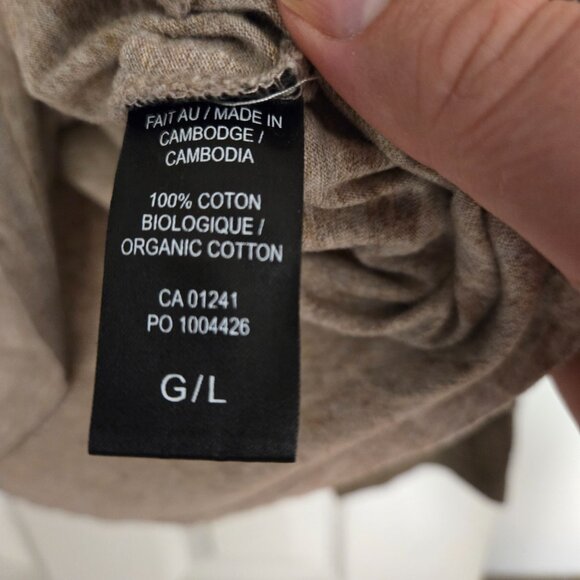 FAIT AU / MADE IN
CAMBODGE /
CAMBODIA
100% COTON
BIOLOGIQUE /
ORGANIC COTTON
CA 01241
PO 1004426
G/L